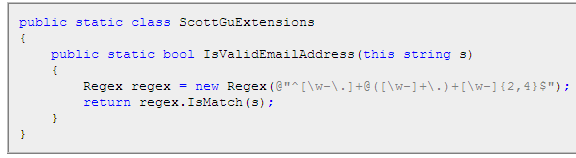 public static class ScottGuExtensions
{
    public static bool IsValidEmailAddress(this string s)
    {
        Regex regex = new Regex(@"^[\w-\.]+@([\w-]+\.)+[\w-]{2,4}$");
        return regex.IsMatch(s);
    }
}